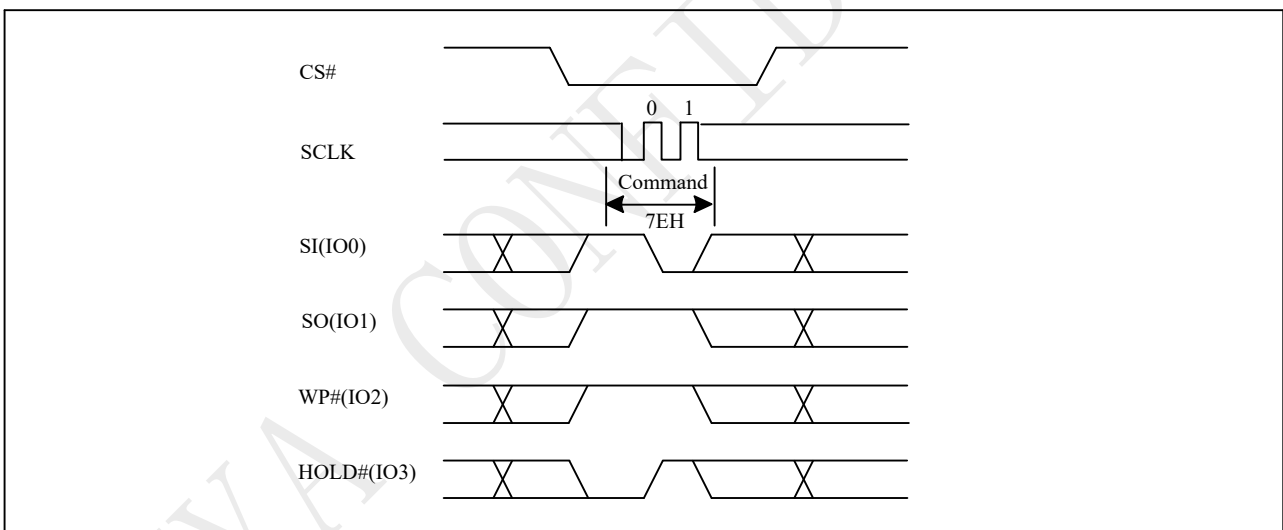 CS#
0 1
SCLK
Command
7EH
SI(IO0)
SO(IO1)
WP#(IO2)
HOLD#(IO3)